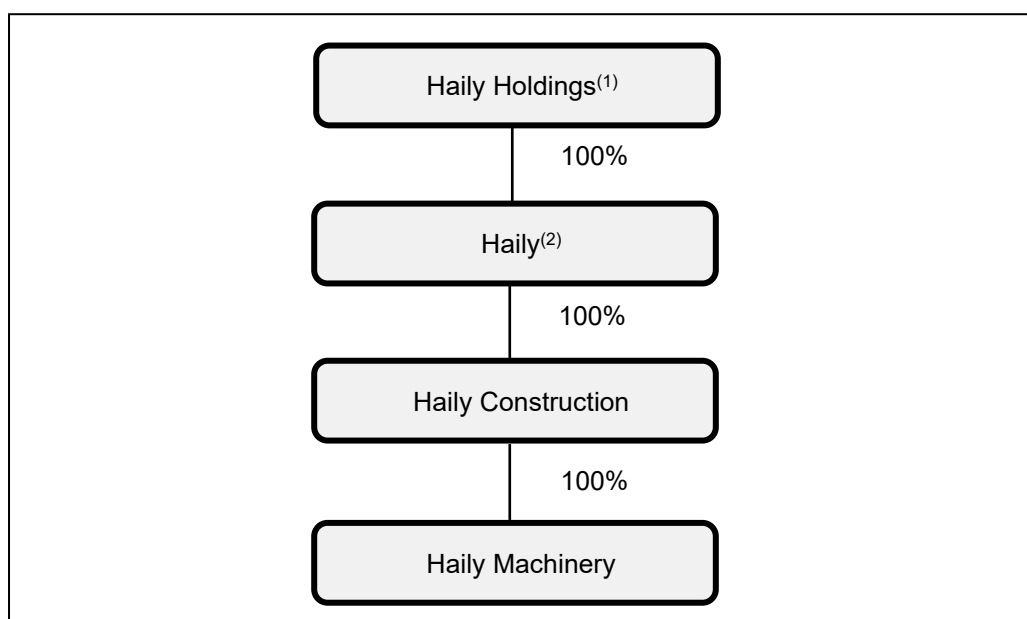 Haily Holdings(1)
100%
Haily(2)
100%
Haily Construction
100%
Haily Machinery